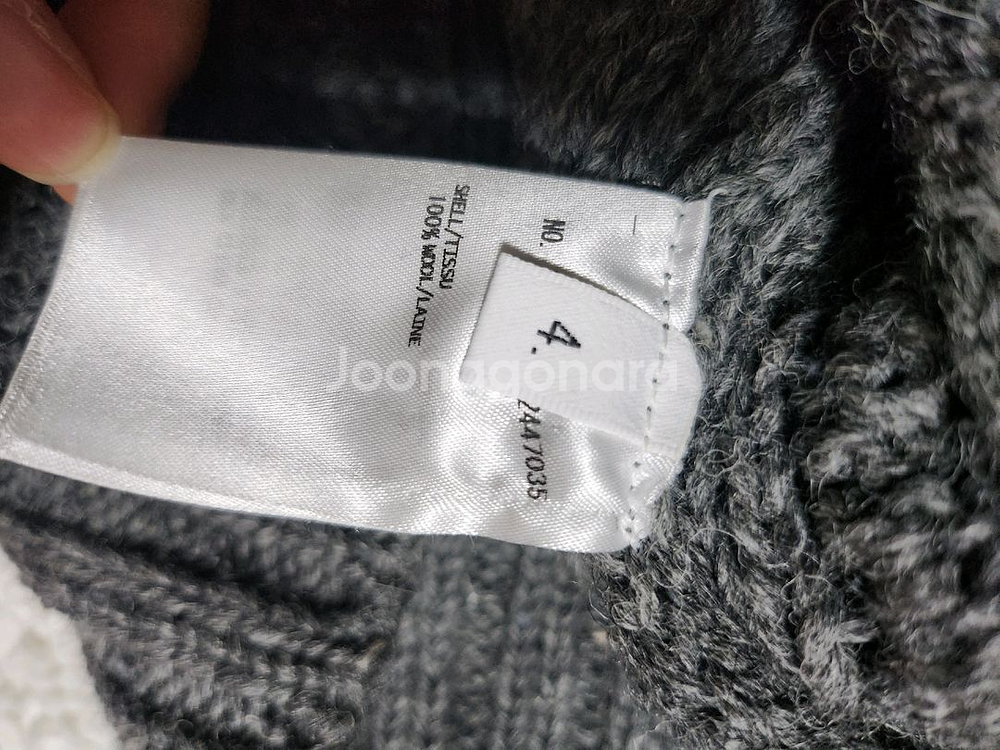 NO.
4.
2447035
SHELL/TISSU
100% WOOL/LAINE
Joonggonara